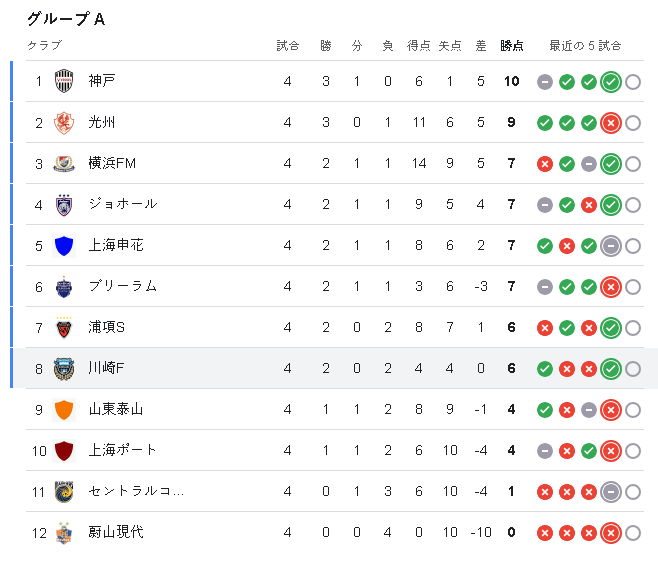 グループ A
クラブ 試合 勝 分 負 得点 失点 差 勝点 最近の 5 試合
1 神戸 4 3 1 0 6 1 5 10
2 光州 4 3 0 1 11 6 5 9
3 横浜FM 4 2 1 1 14 9 5 7
4 ジョホール 4 2 1 1 9 5 4 7
5 上海申花 4 2 1 1 8 6 2 7
6 ブリーラム 4 2 1 1 3 6 -3 7
7 浦項S 4 2 0 2 8 7 1 6
8 川崎F 4 2 0 2 4 4 0 6
9 山東泰山 4 1 1 2 8 9 -1 4
10 上海ポート 4 1 1 2 6 10 -4 4
11 セントラルコ... 4 0 1 3 6 10 -4 1
12 蔚山現代 4 0 0 4 0 10 -10 0